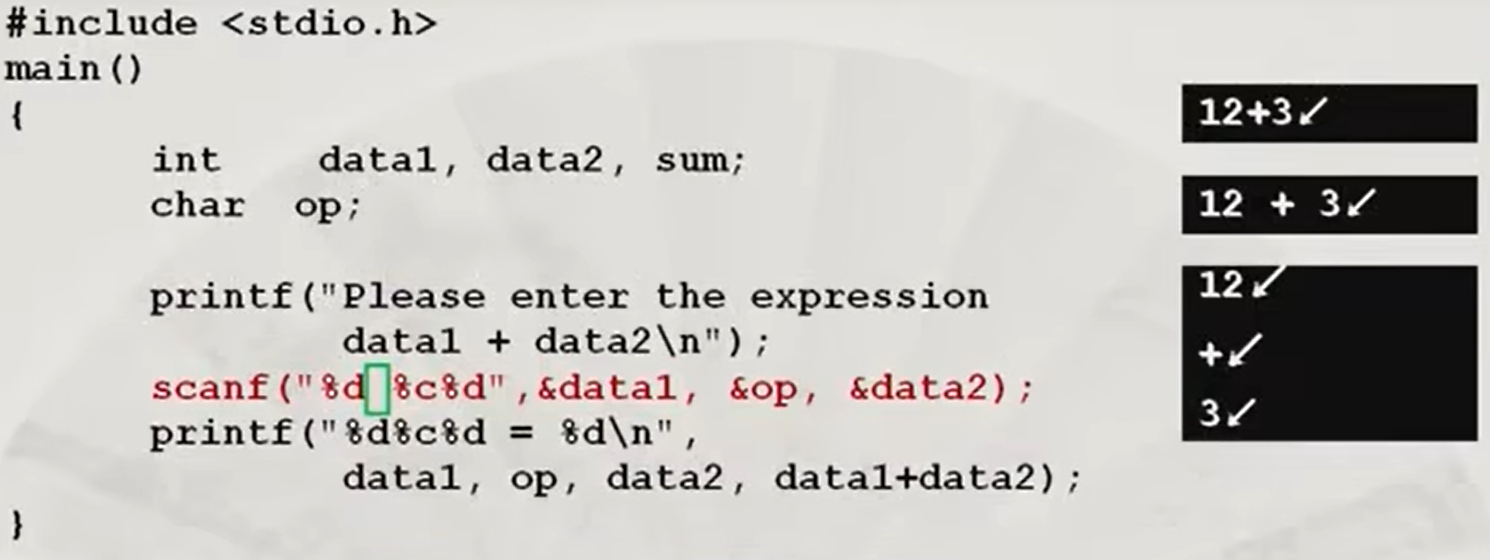 #include <stdio.h>
main()
{
int data1, data2, sum;
char op;
printf("Please enter the expression
data1 + data2\n");
scanf("%d %c%d",&data1, &op, &data2);
printf("%d%c%d = %d\n",
data1, op, data2, data1+data2);
}
12+3↙
12 + 3↙
12↙
+↙
3↙